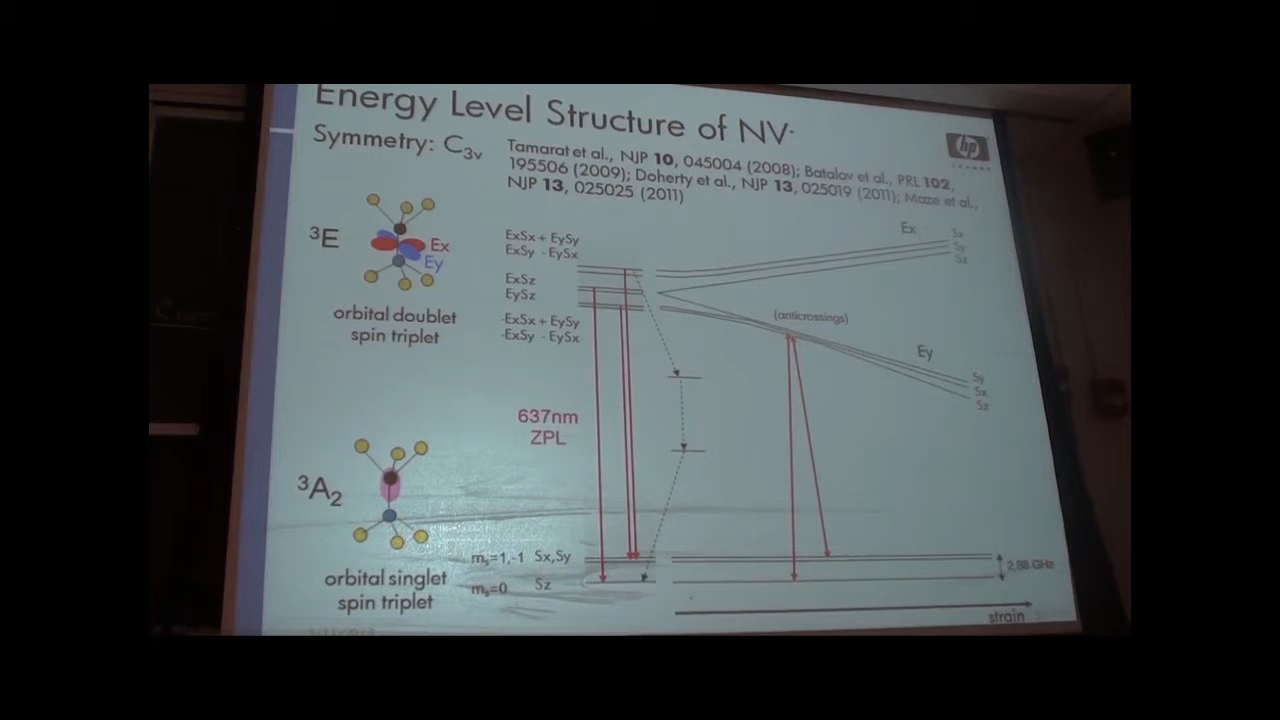 Energy Level Structure of NV-
Symmetry: C3v
Tamarat et al., NJP 10, 045004 (2008); Batalov et al., PRL 102,
195506 (2009); Doherty et al., NJP 13, 025019 (2011); Maze et al.,
NJP 13, 025025 (2011)
hp
3E
Ex
Ey
orbital doublet
spin triplet
ExSx + EySy
ExSy - EySx
ExSz
EySz
-ExSx + EySy
-ExSy - EySx
Ex
Sx
Sy
Sz
(anticrossings)
Ey
Sy
Sx
Sz
637nm
ZPL
3A2
orbital singlet
spin triplet
ms=1,-1 Sx,Sy
ms=0 Sz
2.88 GHz
strain